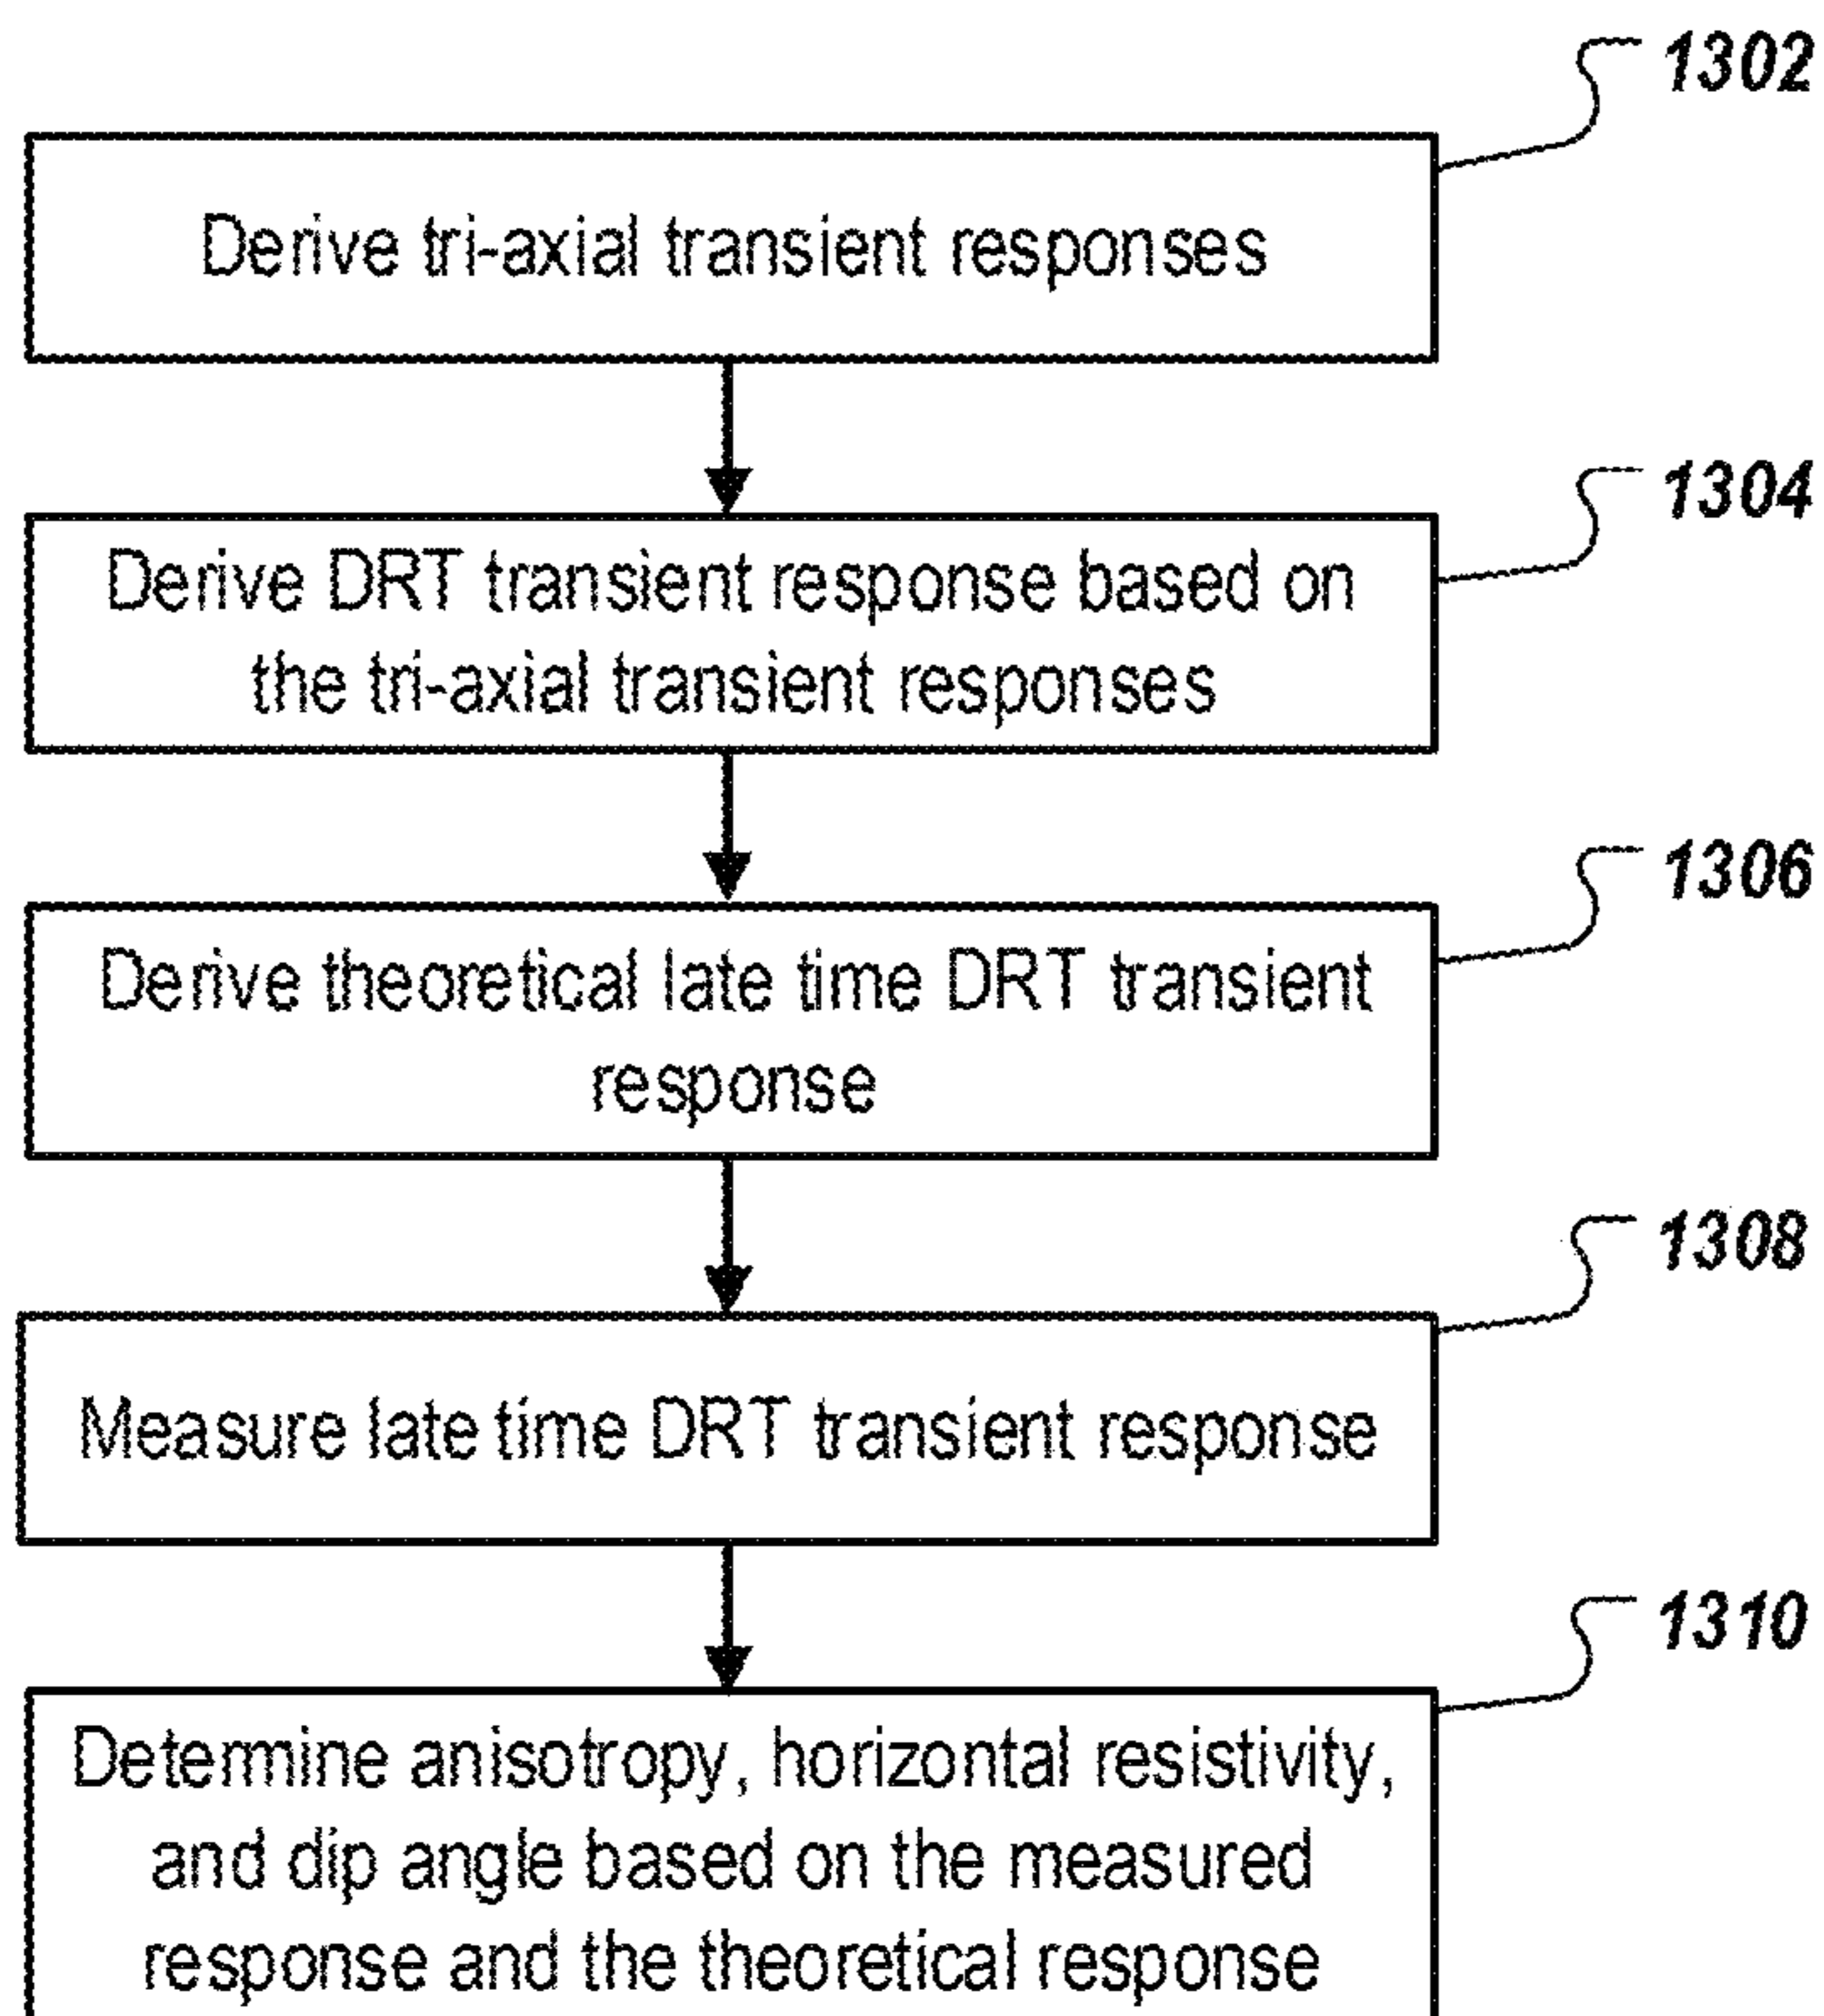 1302
Derive tri-axial transient responses
1304
Derive DRT transient response based on
the tri-axial transient responses
1306
Derive theoretical late time DRT transient
response
1308
Measure late time DRT transient response
1310
Determine anisotropy, horizontal resistivity,
and dip angle based on the measured
response and the theoretical response